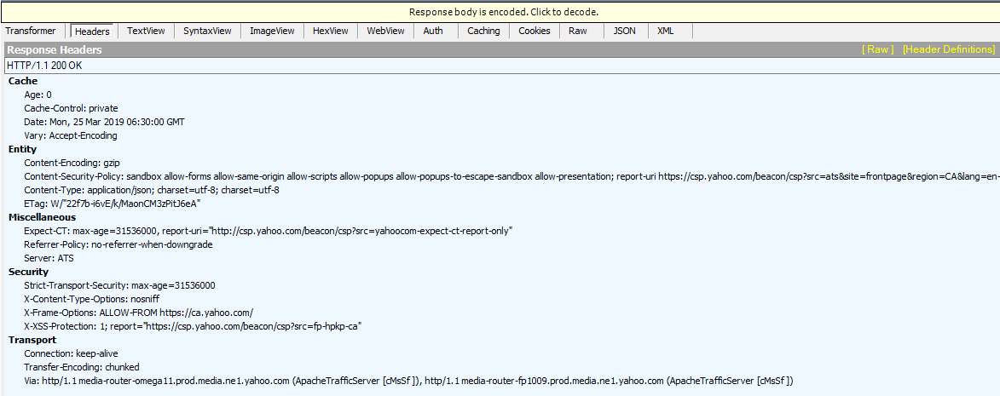 Response body is encoded. Click to decode.
Transformer Headers TextView SyntaxView ImageView HexView WebView Auth Caching Cookies Raw JSON XML
Response Headers [ Raw ] [Header Definitions]
HTTP/1.1 200 OK
Cache
Age: 0
Cache-Control: private
Date: Mon, 25 Mar 2019 06:30:00 GMT
Vary: Accept-Encoding
Entity
Content-Encoding: gzip
Content-Security-Policy: sandbox allow-forms allow-same-origin allow-scripts allow-popups allow-popups-to-escape-sandbox allow-presentation; report-uri https://csp.yahoo.com/beacon/csp?src=ats&site=frontpage&region=CA&lang=en-
Content-Type: application/json; charset=utf-8; charset=utf-8
ETag: W/"22f7b-i6vE/k/MaonCM3zPitJ6eA"
Miscellaneous
Expect-CT: max-age=31536000, report-uri="http://csp.yahoo.com/beacon/csp?src=yahoocom-expect-ct-report-only"
Referrer-Policy: no-referrer-when-downgrade
Server: ATS
Security
Strict-Transport-Security: max-age=31536000
X-Content-Type-Options: nosniff
X-Frame-Options: ALLOW-FROM https://ca.yahoo.com/
X-XSS-Protection: 1; report="https://csp.yahoo.com/beacon/csp?src=fp-hpkp-ca"
Transport
Connection: keep-alive
Transfer-Encoding: chunked
Via: http/1.1 media-router-omega11.prod.media.ne1.yahoo.com (ApacheTrafficServer [cMsSf ]), http/1.1 media-router-fp1009.prod.media.ne1.yahoo.com (ApacheTrafficServer [cMsSf ])